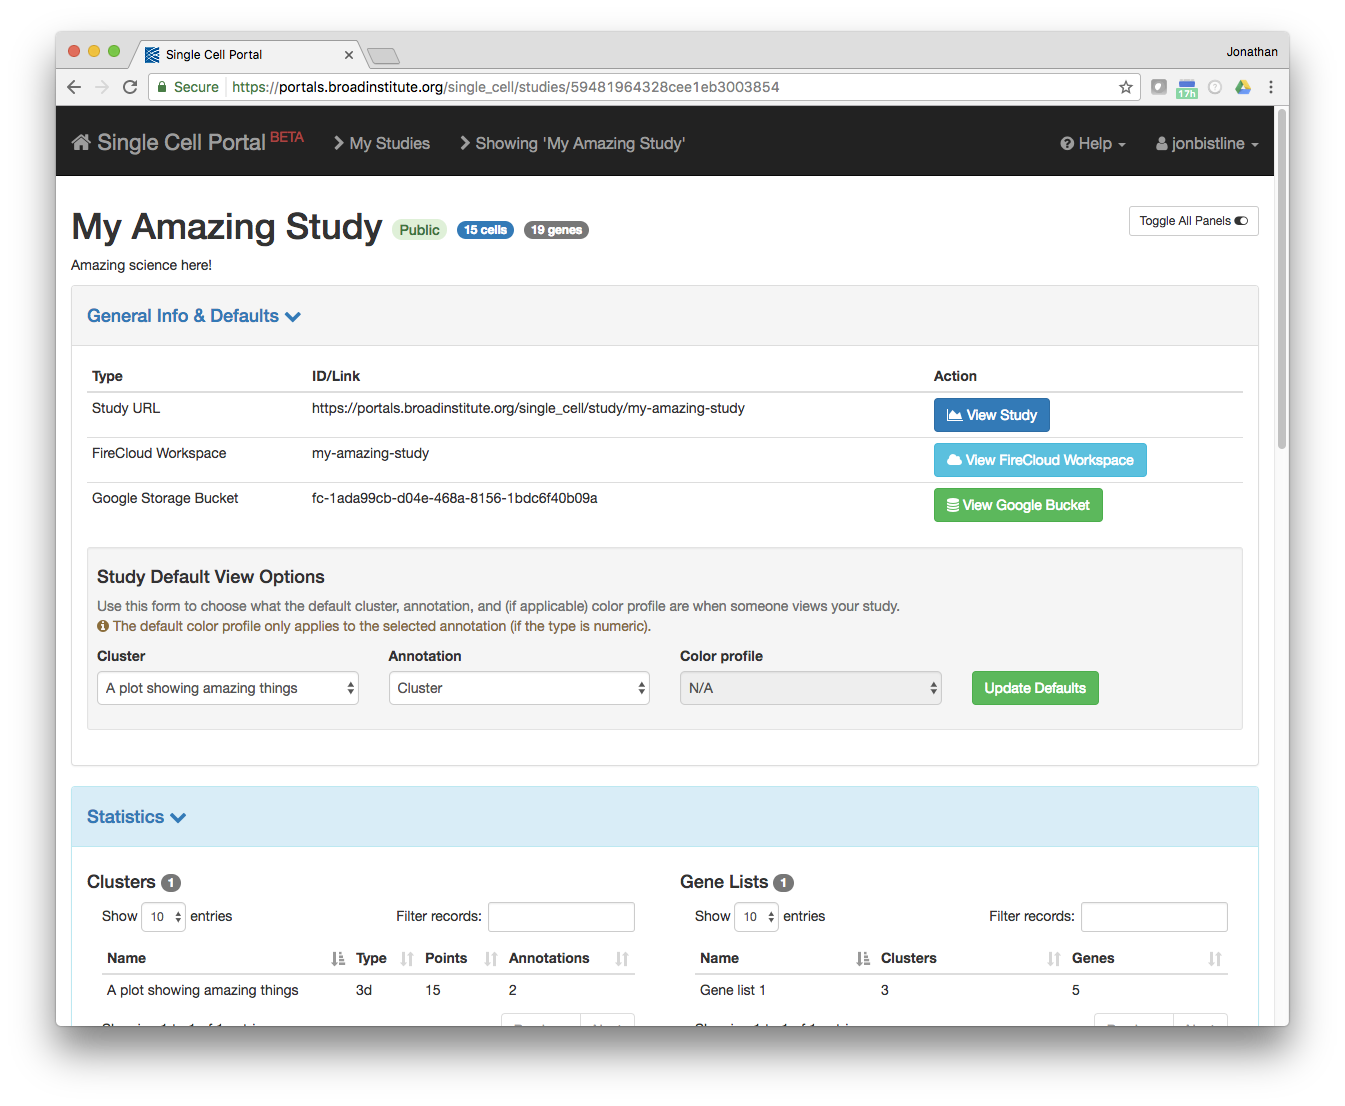 Single Cell Portal
Jonathan
Secure https://portals.broadinstitute.org/single_cell/studies/59481964328cee1eb3003854
17h
Single Cell Portal BETA My Studies Showing 'My Amazing Study' Help jonbistline
My Amazing Study Public 15 cells 19 genes Toggle All Panels
Amazing science here!
General Info & Defaults
Type ID/Link Action
Study URL https://portals.broadinstitute.org/single_cell/study/my-amazing-study View Study
FireCloud Workspace my-amazing-study View FireCloud Workspace
Google Storage Bucket fc-1ada99cb-d04e-468a-8156-1bdc6f40b09a View Google Bucket
Study Default View Options
Use this form to choose what the default cluster, annotation, and (if applicable) color profile are when someone views your study.
The default color profile only applies to the selected annotation (if the type is numeric).
Cluster Annotation Color profile
A plot showing amazing things Cluster N/A Update Defaults
Statistics
Clusters 1 Gene Lists 1
Show 10 entries Filter records: Show 10 entries Filter records:
Name Type Points Annotations Name Clusters Genes
A plot showing amazing things 3d 15 2 Gene list 1 3 5